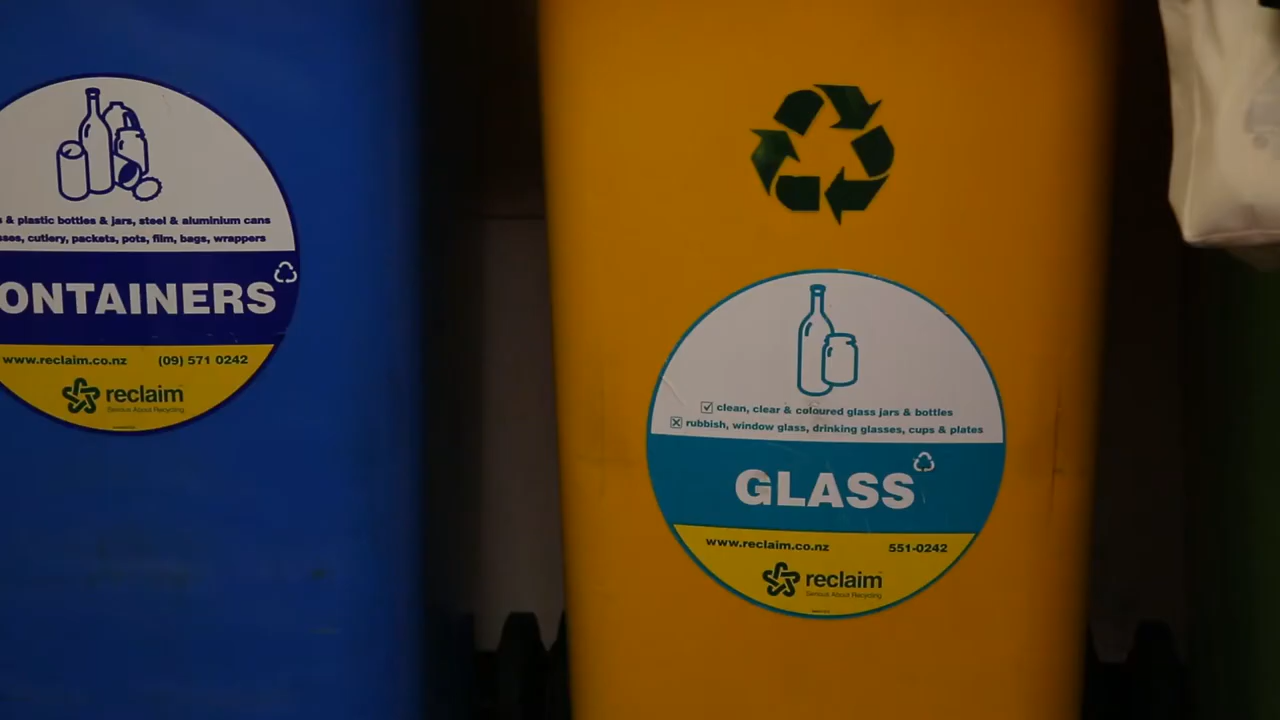 & plastic bottles & jars, steel & aluminium cans
cutlery, packets, pots, film, bags, wrappers
ONTAINERS
www.reclaim.co.nz (09) 571 0242
reclaim
Serious About Recycling
clean, clear & coloured glass jars & bottles
rubbish, window glass, drinking glasses, cups & plates
GLASS
www.reclaim.co.nz 551-0242
reclaim
Serious About Recycling